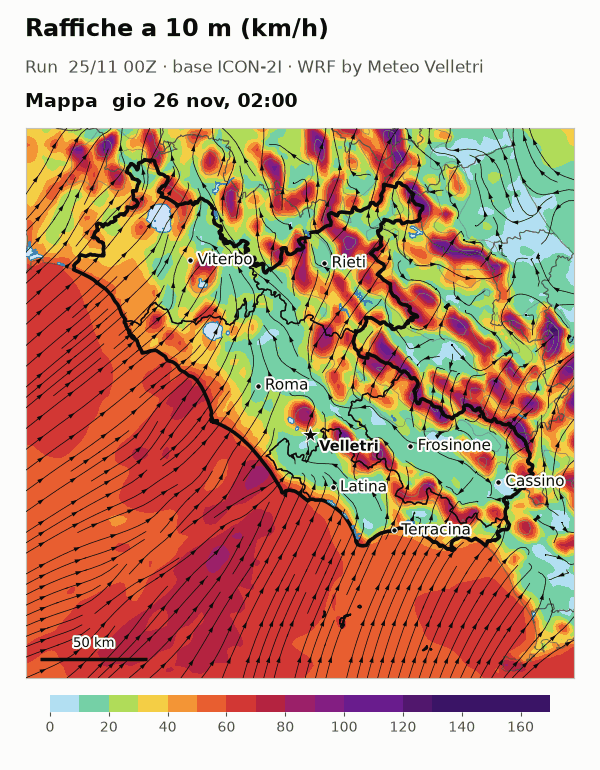 Raffiche a 10 m (km/h)
Run  25/11 00Z · base ICON-2I · WRF by Meteo Velletri
Mappa  gio 26 nov, 02:00
Viterbo
Rieti
Roma
Velletri
Frosinone
Latina
Cassino
Terracina
50 km
0 20 40 60 80 100 120 140 160